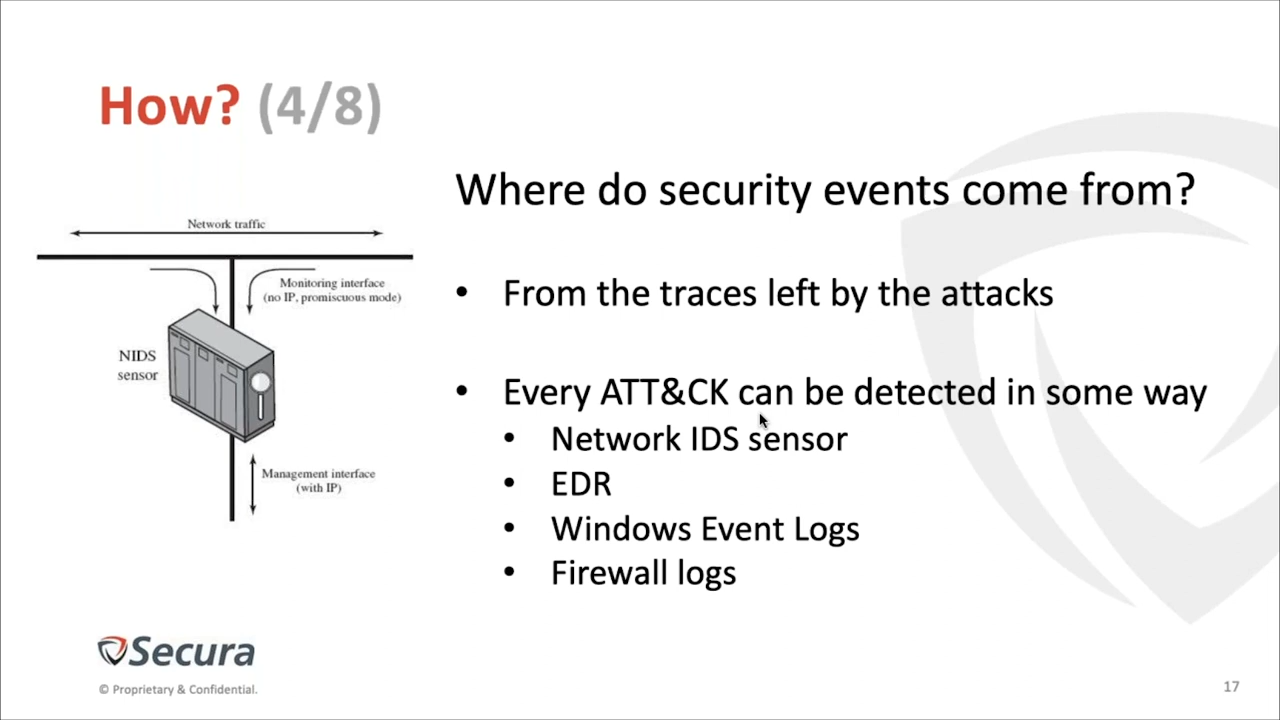 How? (4/8)
Where do security events come from?
Network traffic
Monitoring interface
(no IP, promiscuous mode)
NIDS
sensor
Management interface
(with IP)
• From the traces left by the attacks
• Every ATT&CK can be detected in some way
• Network IDS sensor
• EDR
• Windows Event Logs
• Firewall logs
Secura
© Proprietary & Confidential.
17